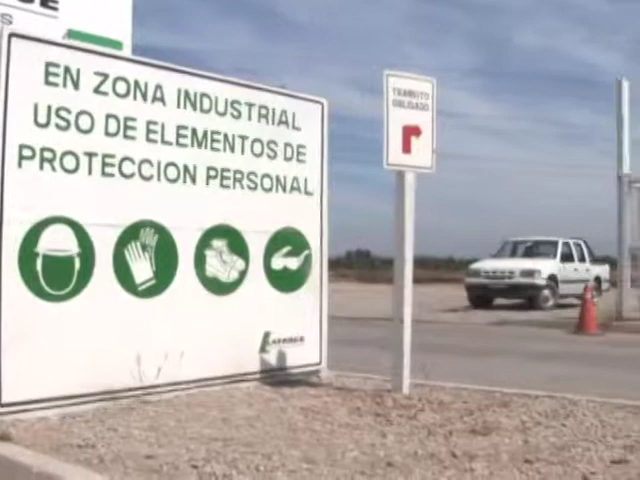 EN ZONA INDUSTRIAL
USO DE ELEMENTOS DE
PROTECCION PERSONAL
TRANSITO
OBLIGADO